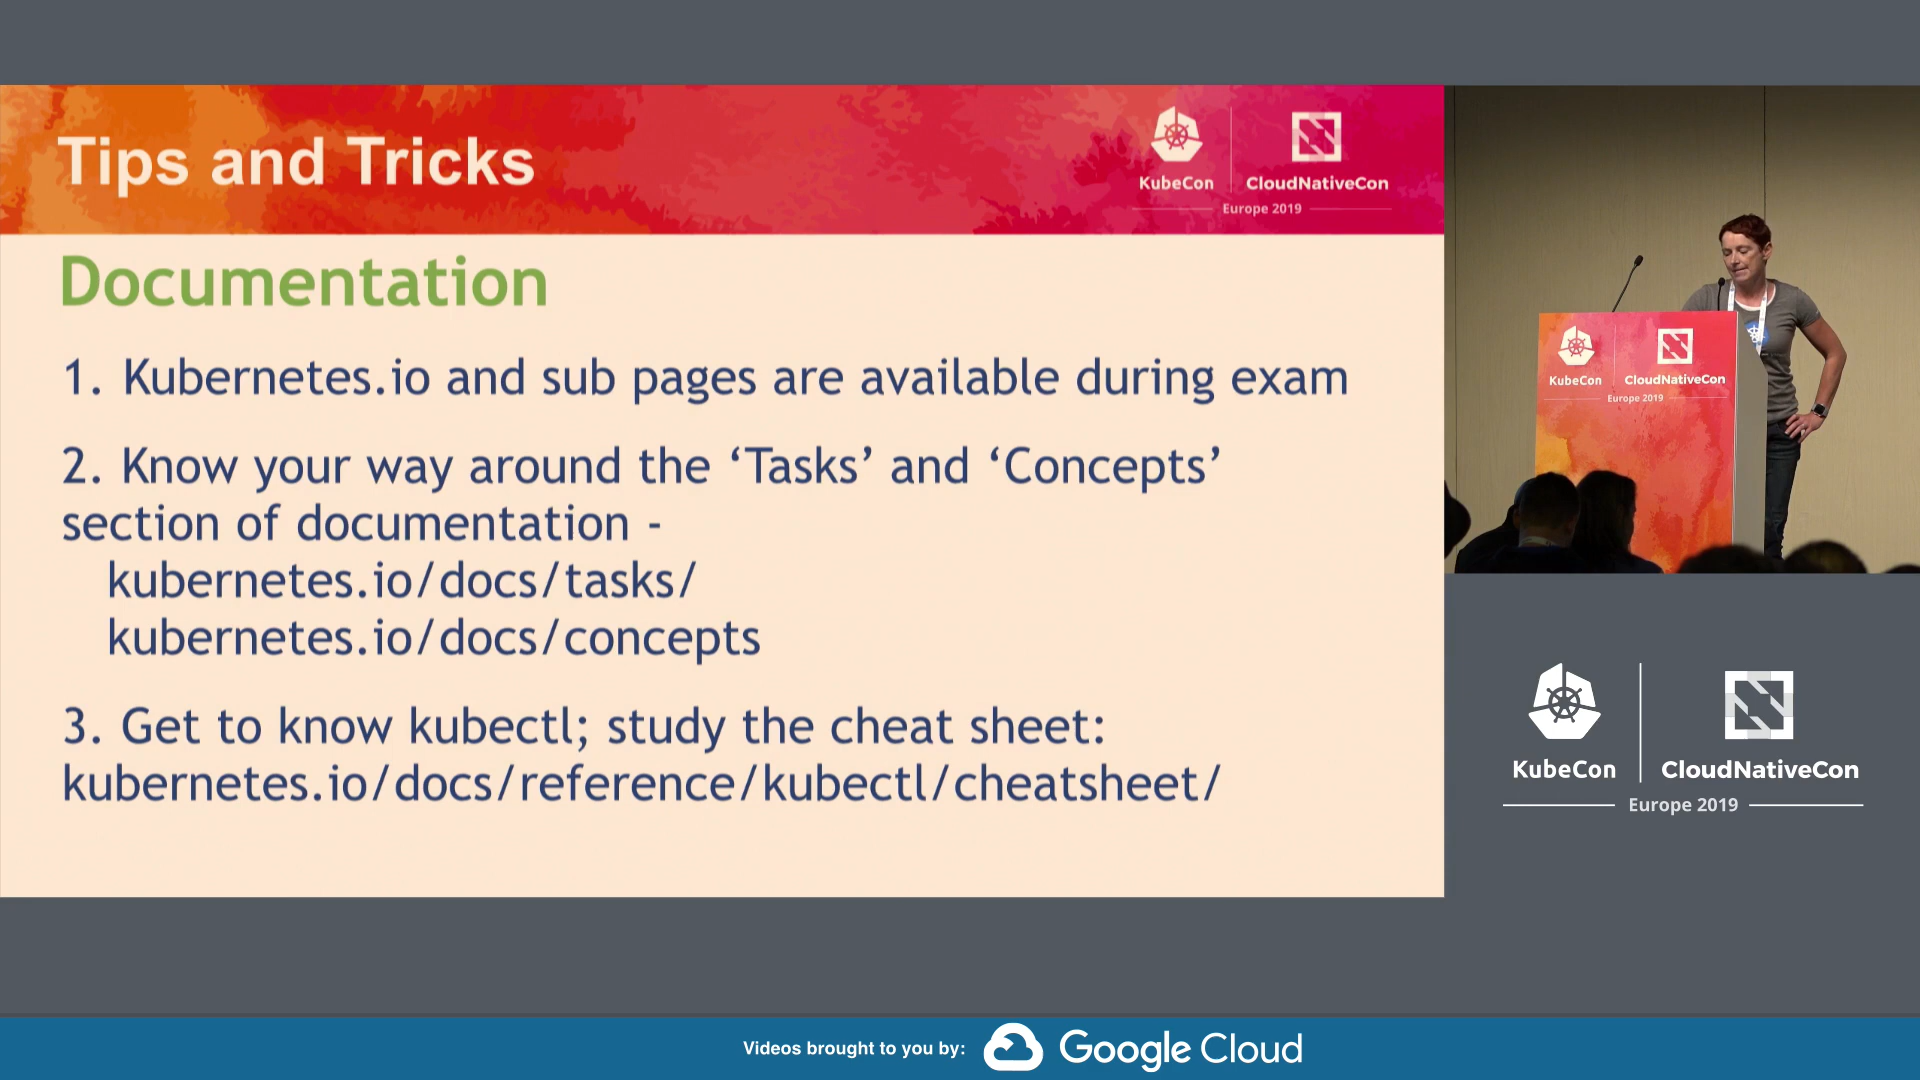 Tips and Tricks
KubeCon
CloudNativeCon
Europe 2019
Documentation
1. Kubernetes.io and sub pages are available during exam
2. Know your way around the ‘Tasks’ and ‘Concepts’
section of documentation -
kubernetes.io/docs/tasks/
kubernetes.io/docs/concepts
3. Get to know kubectl; study the cheat sheet:
kubernetes.io/docs/reference/kubectl/cheatsheet/
KubeCon
CloudNativeCon
Europe 2019
KubeCon
CloudNativeCon
Europe 2019
Videos brought to you by:
Google Cloud